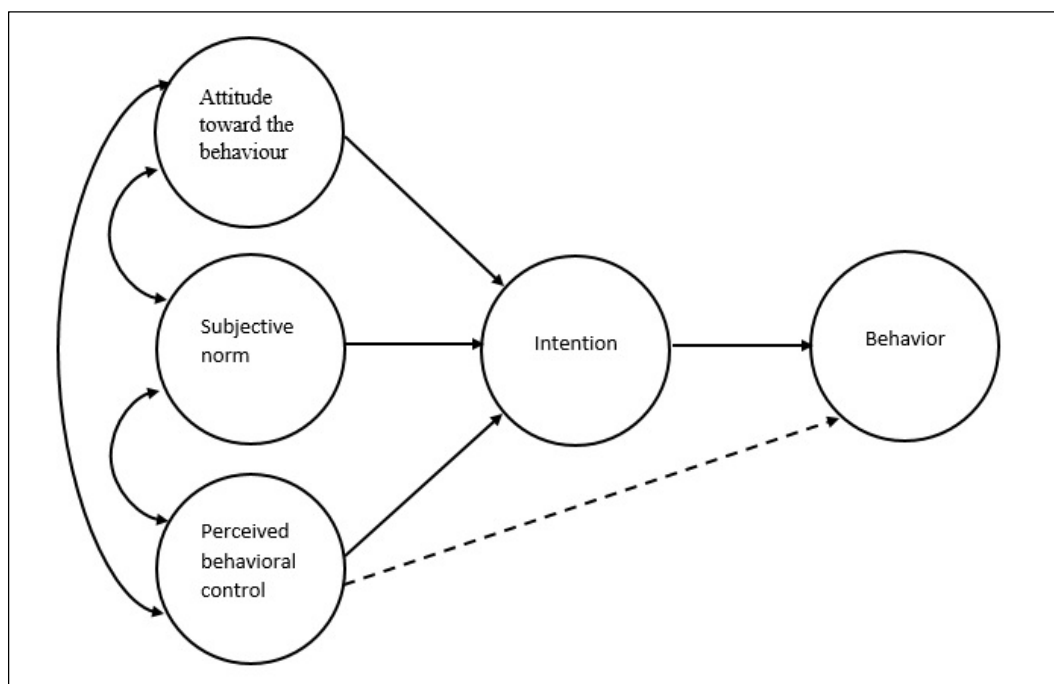 Attitude
toward the
behaviour
Subjective
norm
Intention
Behavior
Perceived
behavioral
control